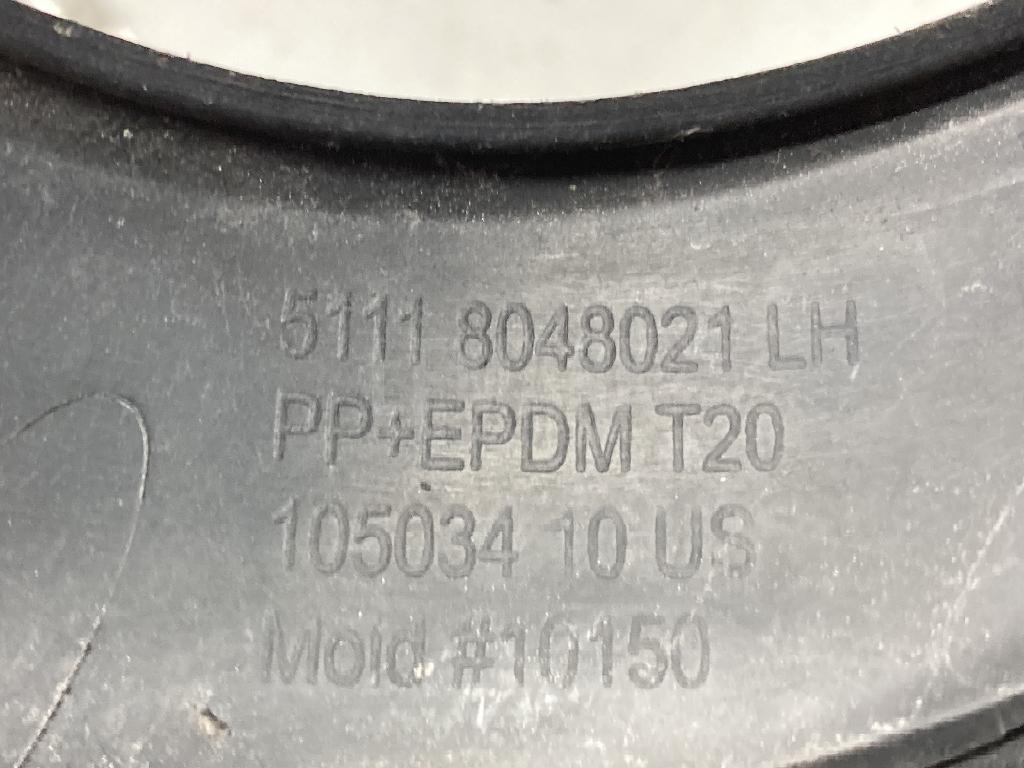 5111 8048021 LH
PP+EPDM T20
105034 10 US
Mold #10150